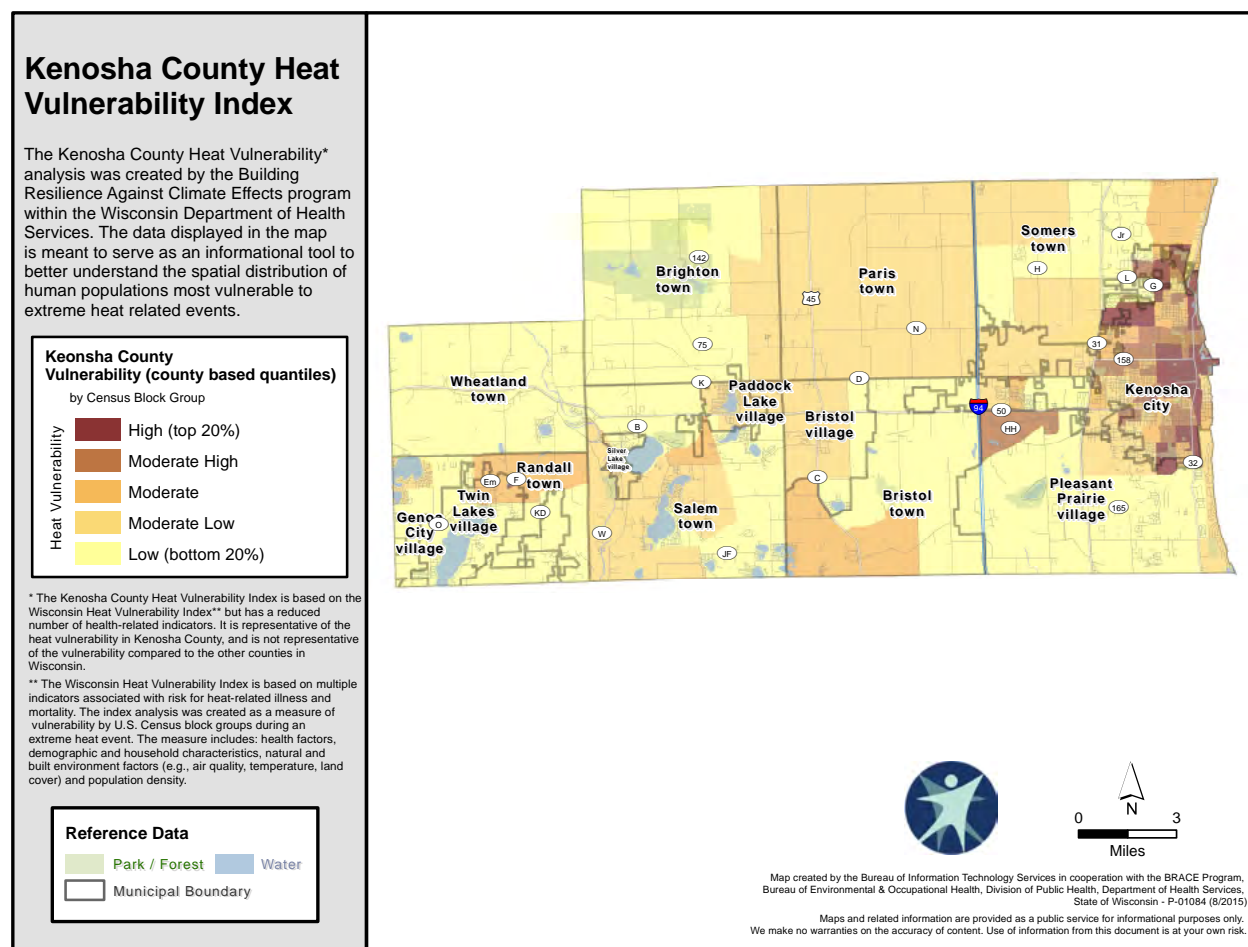 Kenosha County Heat
Vulnerability Index
The Kenosha County Heat Vulnerability*
analysis was created by the Building
Resilience Against Climate Effects program
within the Wisconsin Department of Health
Services. The data displayed in the map
is meant to serve as an informational tool to
better understand the spatial distribution of
human populations most vulnerable to
extreme heat related events.
Keonsha County
Vulnerability (county based quantiles)
by Census Block Group
Heat Vulnerability
High (top 20%)
Moderate High
Moderate
Moderate Low
Low (bottom 20%)
* The Kenosha County Heat Vulnerability Index is based on the
Wisconsin Heat Vulnerability Index** but has a reduced
number of health-related indicators. It is representative of the
heat vulnerability in Kenosha County, and is not representative
of the vulnerability compared to the other counties in
Wisconsin.
** The Wisconsin Heat Vulnerability Index is based on multiple
indicators associated with risk for heat-related illness and
mortality. The index analysis was created as a measure of
vulnerability by U.S. Census block groups during an
extreme heat event. The measure includes: health factors,
demographic and household characteristics, natural and
built environment factors (e.g., air quality, temperature, land
cover) and population density.
Reference Data
Park / Forest
Water
Municipal Boundary
Somers
town
Jr
H
L
G
142
Brighton
town
Paris
town
45
N
75
31
158
Wheatland
town
K
D
Paddock
Lake
village
Kenosha
city
94
50
HH
Bristol
village
B
Silver
Lake
village
32
Randall
town
Em
F
C
Twin
Lakes
village
KD
Genoa
City
village
O
Salem
town
W
JF
Bristol
town
Pleasant
Prairie
village
165
N
0
3
Miles
Map created by the Bureau of Information Technology Services in cooperation with the BRACE Program,
Bureau of Environmental & Occupational Health, Division of Public Health, Department of Health Services,
State of Wisconsin - P-01084 (8/2015)
Maps and related information are provided as a public service for informational purposes only.
We make no warranties on the accuracy of content. Use of information from this document is at your own risk.